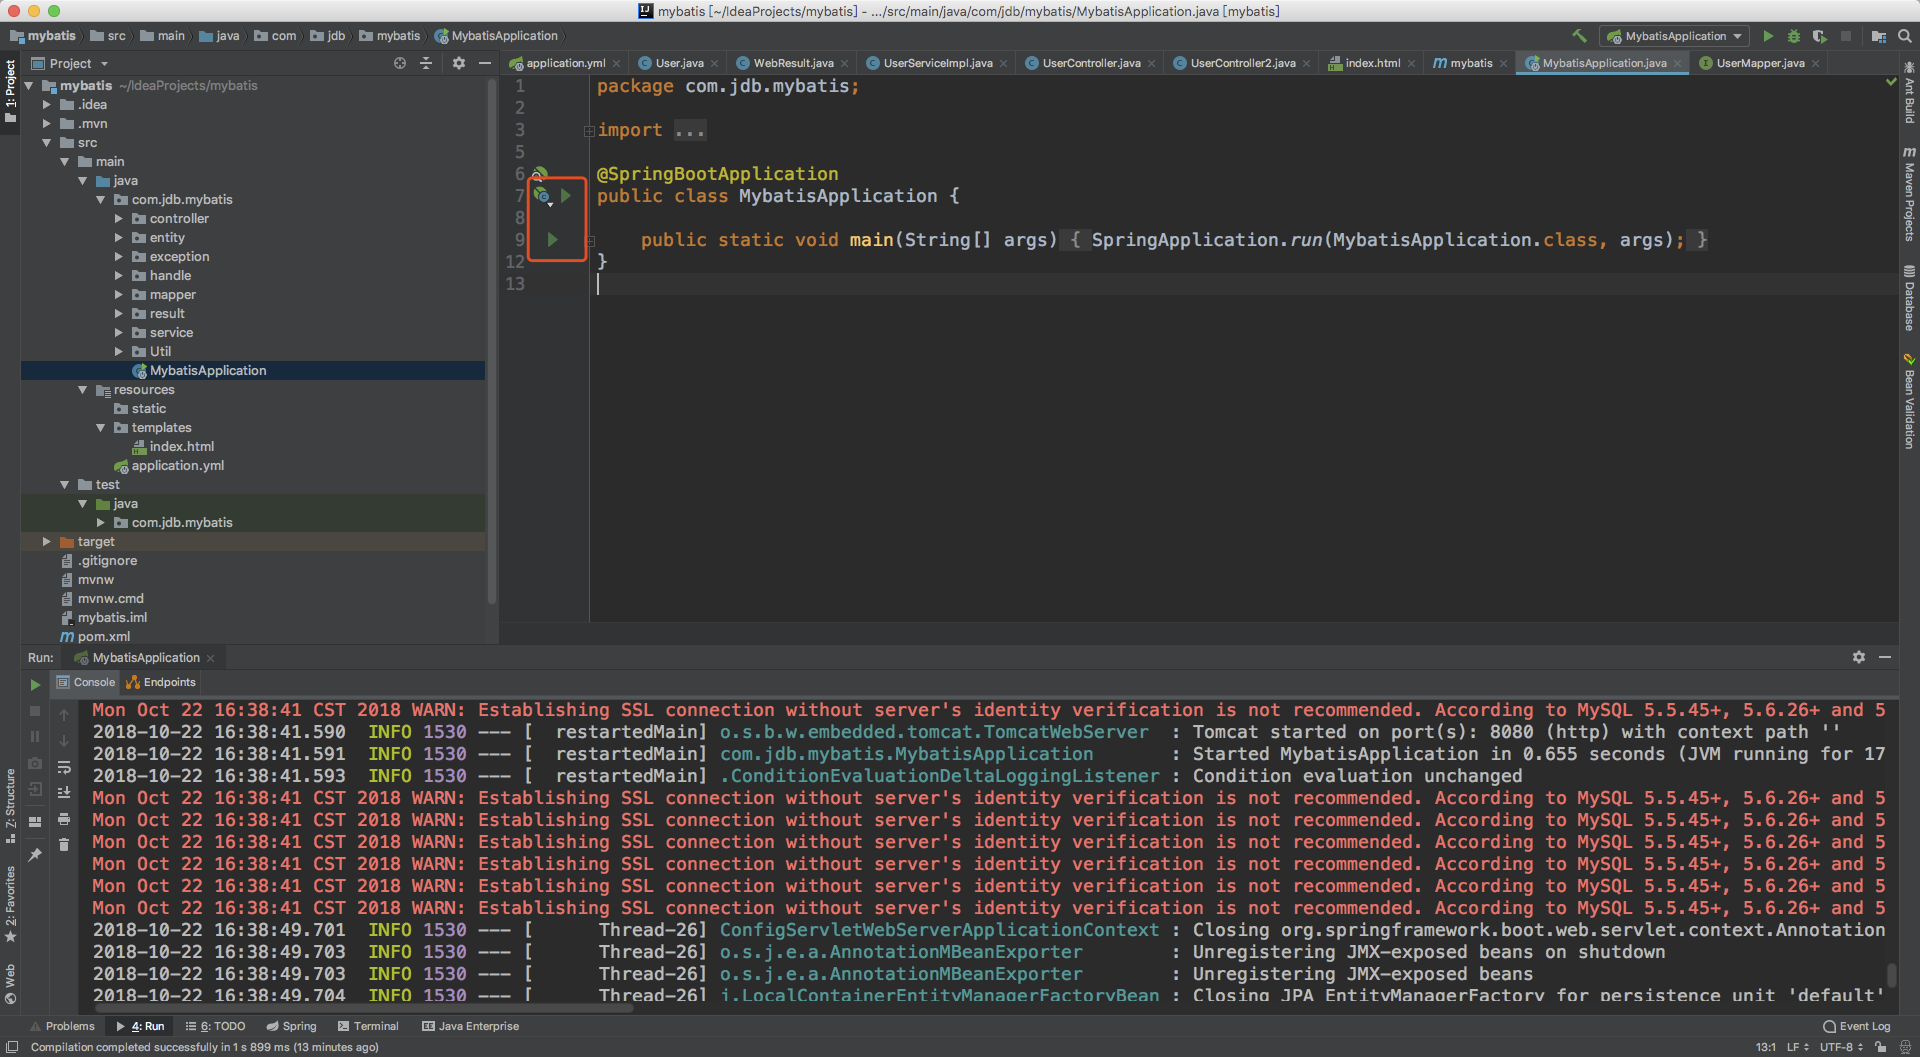 mybatis [~/IdeaProjects/mybatis] - .../src/main/java/com/jdb/mybatis/MybatisApplication.java [mybatis]
mybatis src main java com jdb mybatis MybatisApplication
MybatisApplication
1: Project
Project
application.yml User.java WebResult.java UserServiceImpl.java UserController.java UserController2.java index.html mybatis MybatisApplication.java UserMapper.java
mybatis ~/IdeaProjects/mybatis
.idea
.mvn
src
main
java
com.jdb.mybatis
controller
entity
exception
handle
mapper
result
service
Util
MybatisApplication
resources
static
templates
index.html
application.yml
test
java
com.jdb.mybatis
target
.gitignore
mvnw
mvnw.cmd
mybatis.iml
pom.xml
1 package com.jdb.mybatis;
2
3 import ...
5
6 @SpringBootApplication
7 public class MybatisApplication {
8
9 public static void main(String[] args) { SpringApplication.run(MybatisApplication.class, args); }
12 }
13
Ant Build
Maven Projects
Database
Bean Validation
Run: MybatisApplication
Console Endpoints
Mon Oct 22 16:38:41 CST 2018 WARN: Establishing SSL connection without server's identity verification is not recommended. According to MySQL 5.5.45+, 5.6.26+ and 5
2018-10-22 16:38:41.590 INFO 1530 --- [ restartedMain] o.s.b.w.embedded.tomcat.TomcatWebServer : Tomcat started on port(s): 8080 (http) with context path ''
2018-10-22 16:38:41.591 INFO 1530 --- [ restartedMain] com.jdb.mybatis.MybatisApplication : Started MybatisApplication in 0.655 seconds (JVM running for 17
2018-10-22 16:38:41.593 INFO 1530 --- [ restartedMain] .ConditionEvaluationDeltaLoggingListener : Condition evaluation unchanged
Mon Oct 22 16:38:41 CST 2018 WARN: Establishing SSL connection without server's identity verification is not recommended. According to MySQL 5.5.45+, 5.6.26+ and 5
Mon Oct 22 16:38:41 CST 2018 WARN: Establishing SSL connection without server's identity verification is not recommended. According to MySQL 5.5.45+, 5.6.26+ and 5
Mon Oct 22 16:38:41 CST 2018 WARN: Establishing SSL connection without server's identity verification is not recommended. According to MySQL 5.5.45+, 5.6.26+ and 5
Mon Oct 22 16:38:41 CST 2018 WARN: Establishing SSL connection without server's identity verification is not recommended. According to MySQL 5.5.45+, 5.6.26+ and 5
Mon Oct 22 16:38:41 CST 2018 WARN: Establishing SSL connection without server's identity verification is not recommended. According to MySQL 5.5.45+, 5.6.26+ and 5
Mon Oct 22 16:38:41 CST 2018 WARN: Establishing SSL connection without server's identity verification is not recommended. According to MySQL 5.5.45+, 5.6.26+ and 5
2018-10-22 16:38:49.701 INFO 1530 --- [ Thread-26] ConfigServletWebServerApplicationContext : Closing org.springframework.boot.web.servlet.context.Annotation
2018-10-22 16:38:49.703 INFO 1530 --- [ Thread-26] o.s.j.e.a.AnnotationMBeanExporter : Unregistering JMX-exposed beans on shutdown
2018-10-22 16:38:49.703 INFO 1530 --- [ Thread-26] o.s.j.e.a.AnnotationMBeanExporter : Unregistering JMX-exposed beans
2018-10-22 16:38:49.704 INFO 1530 --- [ Thread-26] j.LocalContainerEntityManagerFactoryBean : Closing JPA EntityManagerFactory for persistence unit 'default'
Z: Structure
2: Favorites
Web
Problems 4: Run 6: TODO Spring Terminal Java Enterprise Event Log
Compilation completed successfully in 1 s 899 ms (13 minutes ago) 13:1 LF UTF-8